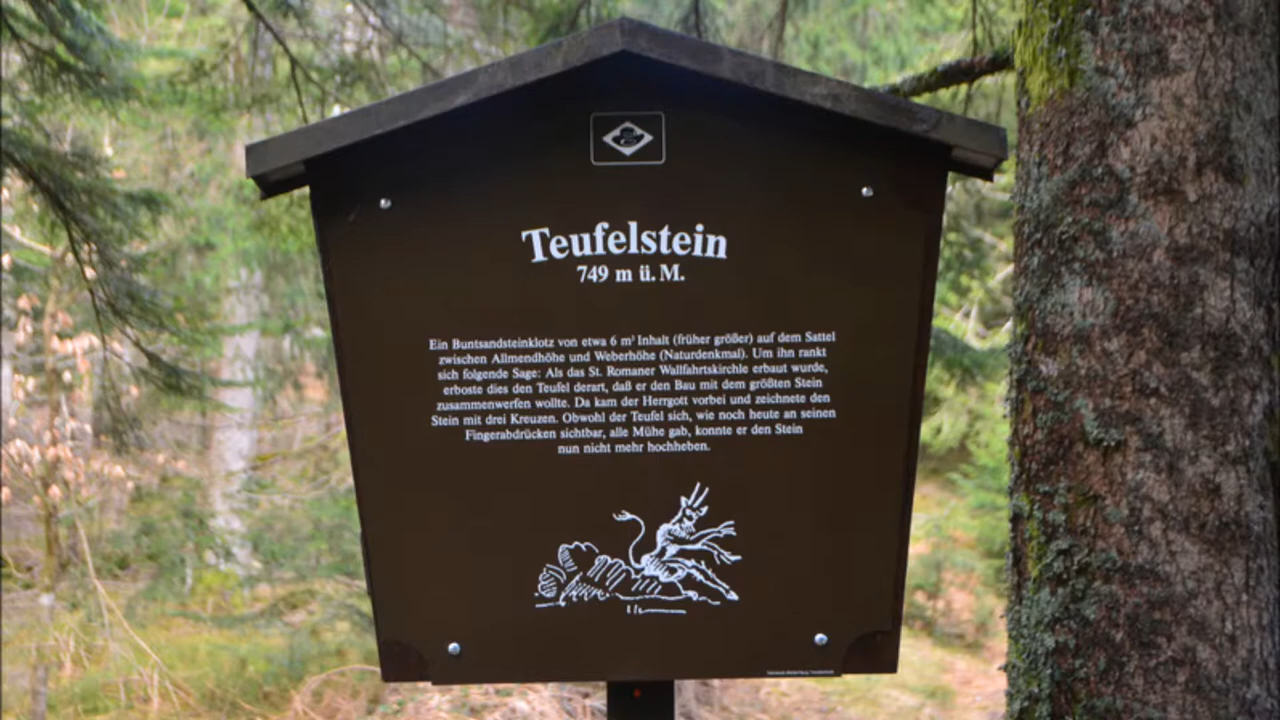 Teufelstein
749 m ü. M.
Ein Buntsandsteinklotz von etwa 6 m³ Inhalt (früher größer) auf dem Sattel
zwischen Allmendhöhe und Weberhöhe (Naturdenkmal). Um ihn rankt
sich folgende Sage: Als das St. Romaner Wallfahrtskirchle erbaut wurde,
erboste dies den Teufel derart, daß er den Bau mit dem größten Stein
zusammenwerfen wollte. Da kam der Herrgott vorbei und zeichnete den
Stein mit drei Kreuzen. Obwohl der Teufel sich, wie noch heute an seinen
Fingerabdrücken sichtbar, alle Mühe gab, konnte er den Stein
nun nicht mehr hochheben.